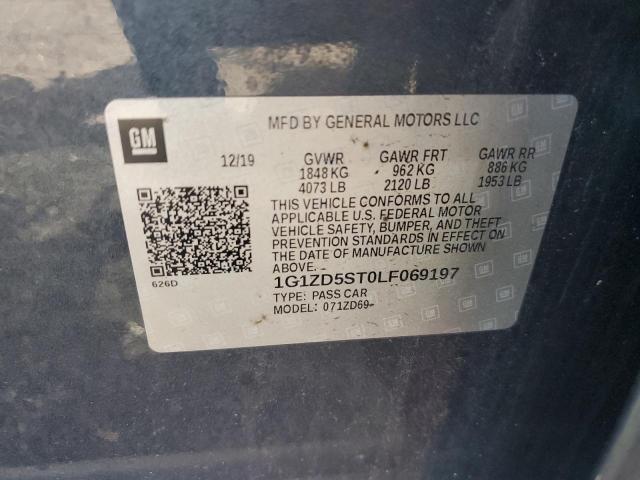 GM
MFD BY GENERAL MOTORS LLC
12/19 GVWR GAWR FRT GAWR RR
1848 KG 962 KG 886 KG
4073 LB 2120 LB 1953 LB
THIS VEHICLE CONFORMS TO ALL
APPLICABLE U.S. FEDERAL MOTOR
VEHICLE SAFETY, BUMPER, AND THEFT
PREVENTION STANDARDS IN EFFECT ON
THE DATE OF MANUFACTURE SHOWN
ABOVE.
626D
1G1ZD5ST0LF069197
TYPE: PASS CAR
MODEL: 071ZD69